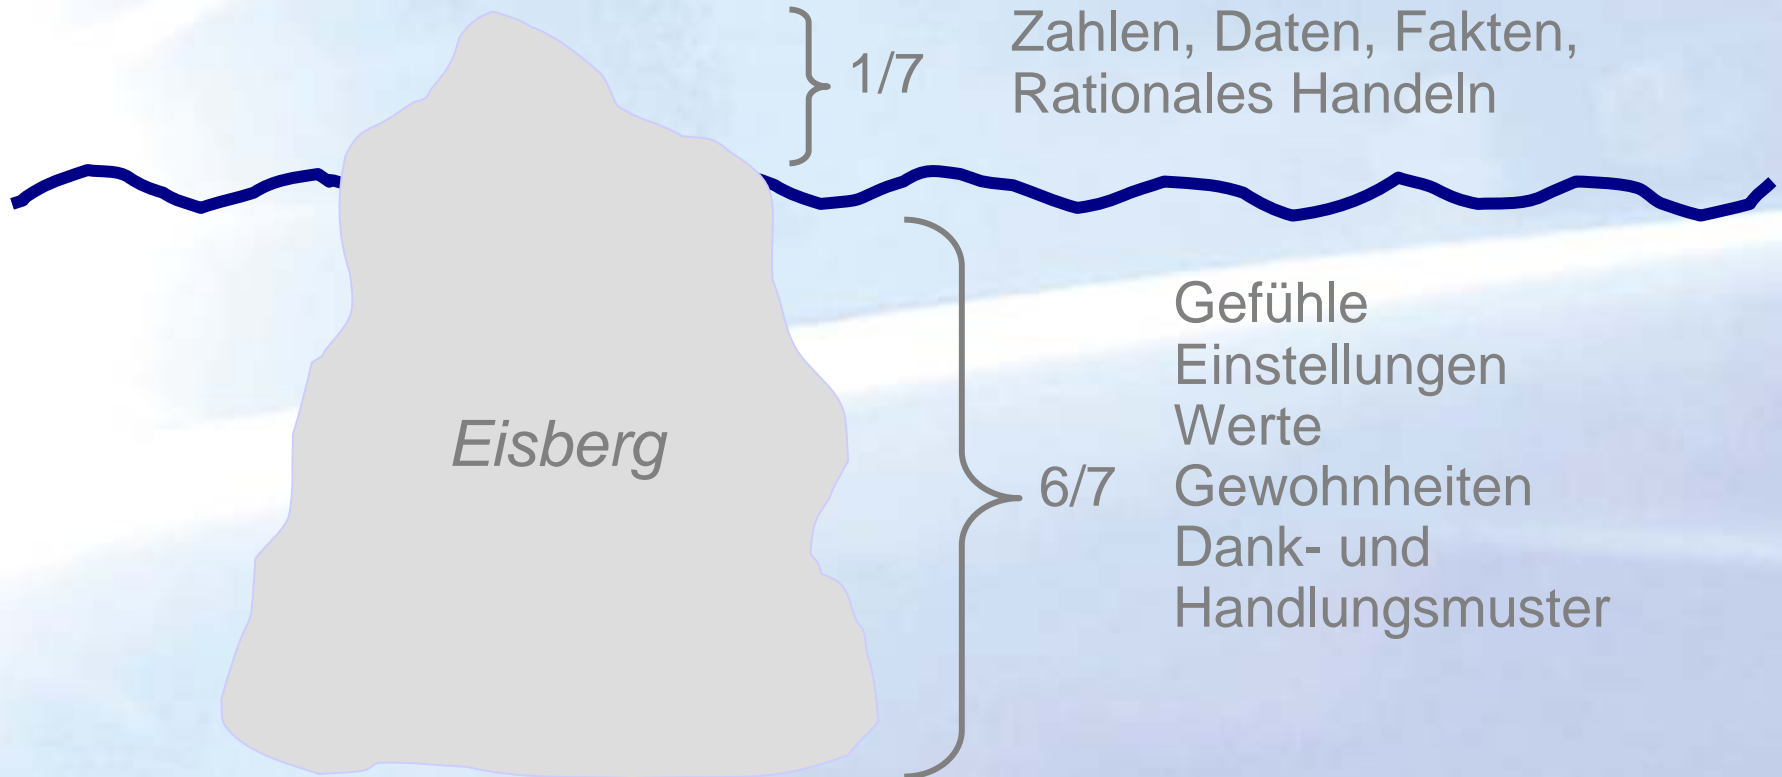 1/7
Zahlen, Daten, Fakten,
Rationales Handeln
Eisberg
6/7
Gefühle
Einstellungen
Werte
Gewohnheiten
Dank- und
Handlungsmuster